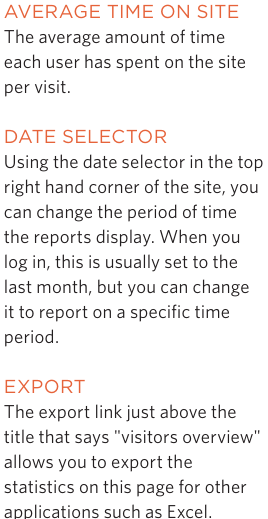 AVERAGE TIME ON SITE
The average amount of time
each user has spent on the site
per visit.
DATE SELECTOR
Using the date selector in the top
right hand corner of the site, you
can change the period of time
the reports display. When you
log in, this is usually set to the
last month, but you can change
it to report on a specific time
period.
EXPORT
The export link just above the
title that says "visitors overview"
allows you to export the
statistics on this page for other
applications such as Excel.